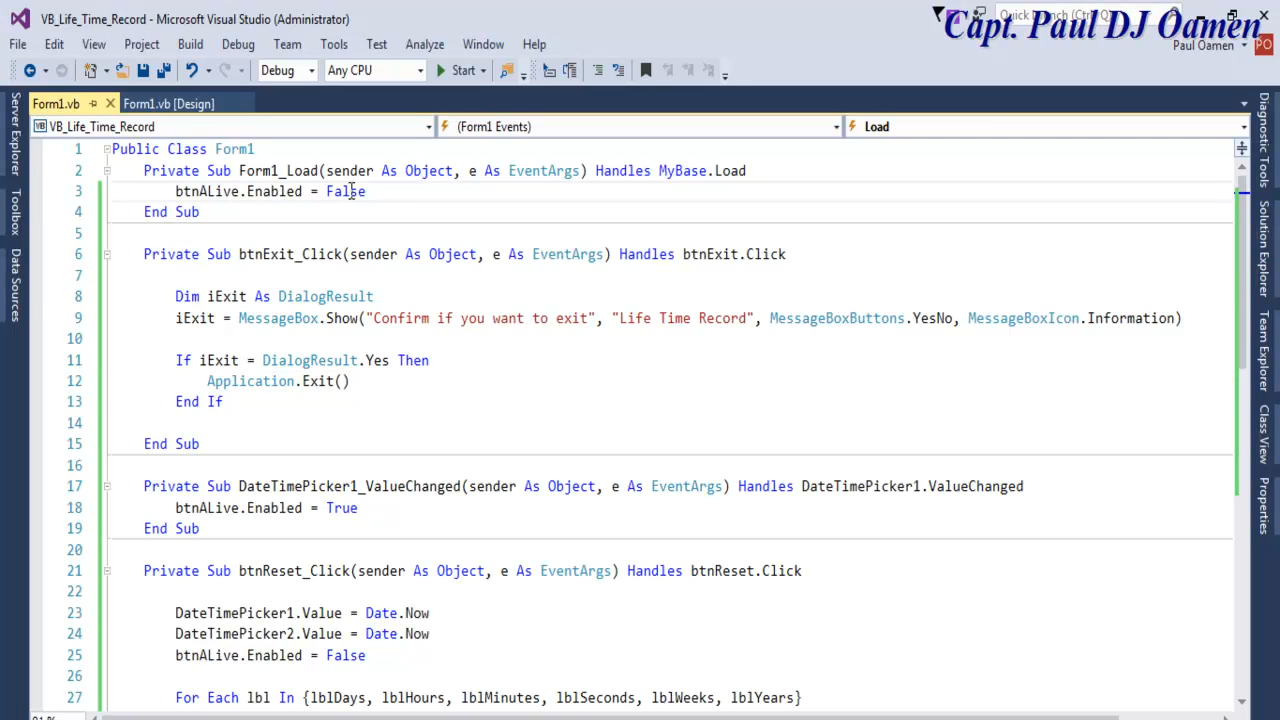 VB_Life_Time_Record - Microsoft Visual Studio (Administrator)
Quick Launch (Ctrl+Q)
Capt. Paul DJ Oamen
File Edit View Project Build Debug Team Tools Test Analyze Window Help
Paul Oamen
PO
Debug Any CPU Start
Form1.vb Form1.vb [Design]
VB_Life_Time_Record (Form1 Events) Load
Server Explorer
Toolbox
Data Sources
1 Public Class Form1
2 Private Sub Form1_Load(sender As Object, e As EventArgs) Handles MyBase.Load
3 btnALive.Enabled = False
4 End Sub
5
6 Private Sub btnExit_Click(sender As Object, e As EventArgs) Handles btnExit.Click
7
8 Dim iExit As DialogResult
9 iExit = MessageBox.Show("Confirm if you want to exit", "Life Time Record", MessageBoxButtons.YesNo, MessageBoxIcon.Information)
10
11 If iExit = DialogResult.Yes Then
12 Application.Exit()
13 End If
14
15 End Sub
16
17 Private Sub DateTimePicker1_ValueChanged(sender As Object, e As EventArgs) Handles DateTimePicker1.ValueChanged
18 btnALive.Enabled = True
19 End Sub
20
21 Private Sub btnReset_Click(sender As Object, e As EventArgs) Handles btnReset.Click
22
23 DateTimePicker1.Value = Date.Now
24 DateTimePicker2.Value = Date.Now
25 btnALive.Enabled = False
26
27 For Each lbl In {lblDays, lblHours, lblMinutes, lblSeconds, lblWeeks, lblYears}
Diagnostic Tools
Solution Explorer
Team Explorer
Class View
Properties